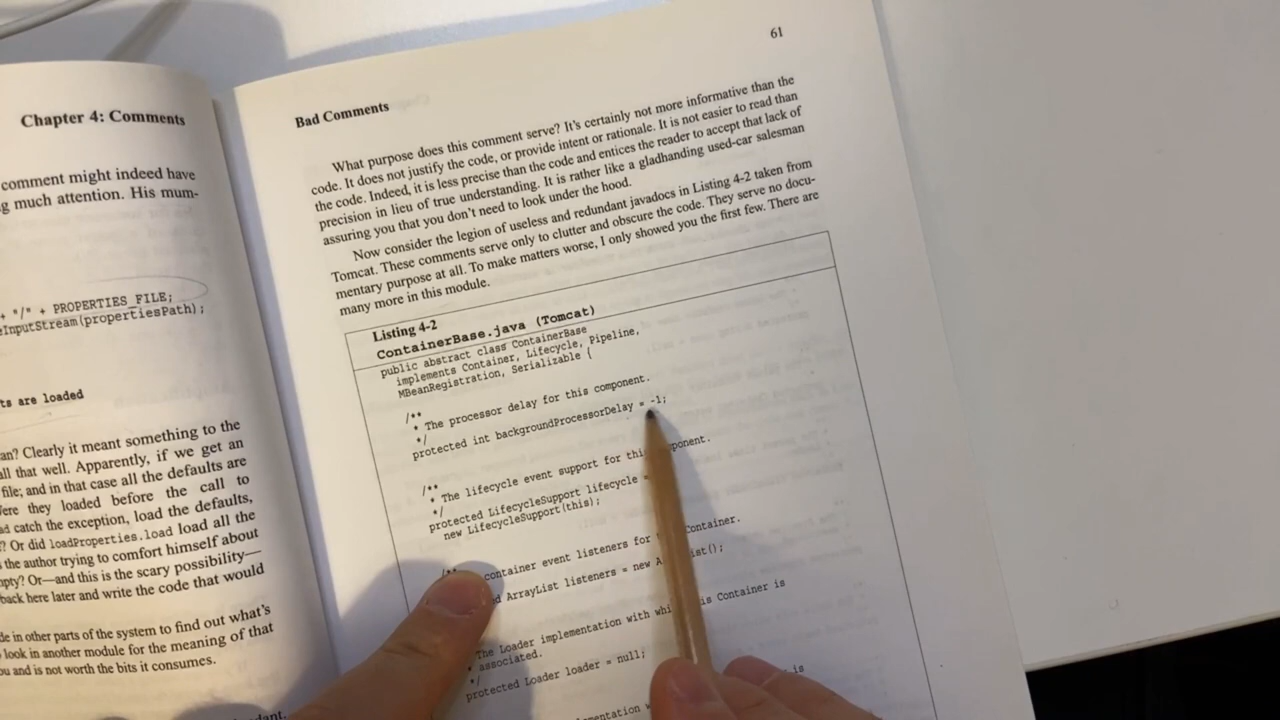 Chapter 4: Comments
comment might indeed have
much attention. His mum-
+ "/" + PROPERTIES_FILE;
InputStream(propertiesPath);
are loaded
Clearly it meant something to the
all that well. Apparently, if we get an
file; and in that case all the defaults are
Were they loaded before the call to
catch the exception, load the defaults,
? Or did loadProperties.load load all the
the author trying to comfort himself about
Or—and this is the scary possibility—
back here later and write the code that would
in other parts of the system to find out what's
look in another module for the meaning of that
and is not worth the bits it consumes.
61
Bad Comments
What purpose does this comment serve? It's certainly not more informative than the
code. It does not justify the code, or provide intent or rationale. It is not easier to read than
the code. Indeed, it is less precise than the code and entices the reader to accept that lack of
precision in lieu of true understanding. It is rather like a gladhanding used-car salesman
assuring you that you don't need to look under the hood.
Now consider the legion of useless and redundant javadocs in Listing 4-2 taken from
Tomcat. These comments serve only to clutter and obscure the code. They serve no docu-
mentary purpose at all. To make matters worse, I only showed you the first few. There are
many more in this module.
Listing 4-2
ContainerBase.java (Tomcat)
public abstract class ContainerBase
implements Container, Lifecycle, Pipeline,
MBeanRegistration, Serializable {
/**
* The processor delay for this component.
*/
protected int backgroundProcessorDelay = -1;
/**
* The lifecycle event support for this component.
*/
protected LifecycleSupport lifecycle =
new LifecycleSupport(this);
/**
container event listeners for Container.
ArrayList listeners = new
The Loader implementation with which this Container is
* associated.
*/
protected Loader loader = null;
is